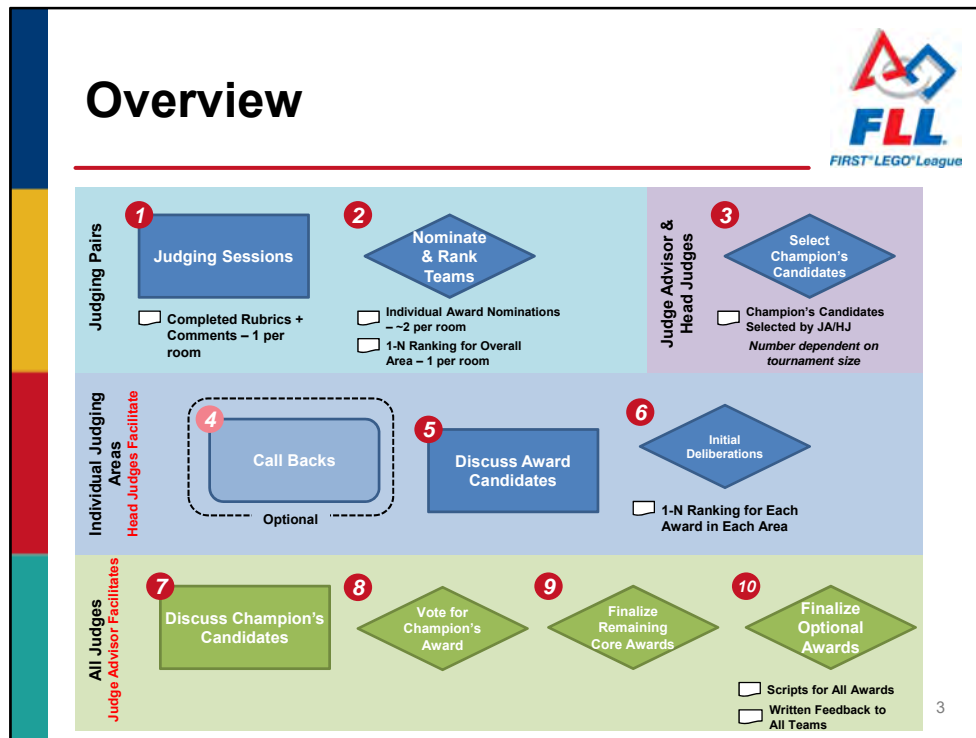 Overview
FLL
FIRST® LEGO® League
Judging Pairs
1
Judging Sessions
Completed Rubrics +
Comments – 1 per
room
2
Nominate
& Rank
Teams
Individual Award Nominations
– ~2 per room
1-N Ranking for Overall
Area – 1 per room
Judge Advisor &
Head Judges
3
Select
Champion's
Candidates
Champion's Candidates
Selected by JA/HJ
Number dependent on
tournament size
Individual Judging
Areas
Head Judges Facilitate
4
Call Backs
Optional
5
Discuss Award
Candidates
6
Initial
Deliberations
1-N Ranking for Each
Award in Each Area
All Judges
Judge Advisor Facilitates
7
Discuss Champion's
Candidates
8
Vote for
Champion's
Award
9
Finalize
Remaining
Core Awards
10
Finalize
Optional
Awards
Scripts for All Awards
Written Feedback to
All Teams
3